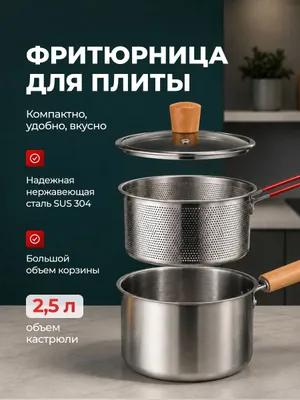 ФРИТЮРНИЦА
ДЛЯ ПЛИТЫ
Компактно,
удобно, вкусно
Надежная
нержавеющая
сталь SUS 304
Большой
объем корзины
2,5 л
объем
кастрюли